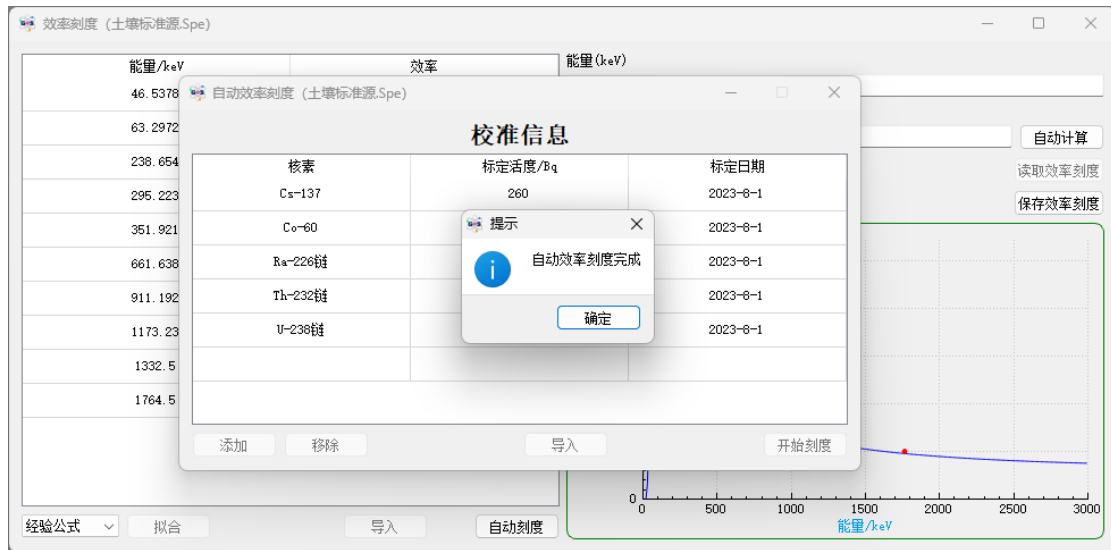 效率刻度 (土壤标准源.Spe)
能量/keV 效率 能量(keV)
46.5378
63.2972
238.654
295.223
351.921
661.638
911.192
1173.23
1332.5
1764.5
自动效率刻度 (土壤标准源.Spe)
校准信息
核素 标定活度/Bq 标定日期
Cs-137 260 2023-8-1
Co-60 2023-8-1
Ra-226链 2023-8-1
Th-232链 2023-8-1
U-238链 2023-8-1
提示
自动效率刻度完成
确定
添加 移除 导入 开始刻度
自动计算
读取效率刻度
保存效率刻度
0
0 500 1000 1500 2000 2500 3000
能量/keV
经验公式 拟合 导入 自动刻度